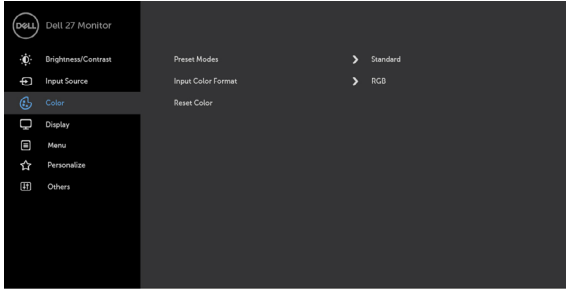 DELL Dell 27 Monitor
Brightness/Contrast
Input Source
Color
Display
Menu
Personalize
Others
Preset Modes Standard
Input Color Format RGB
Reset Color